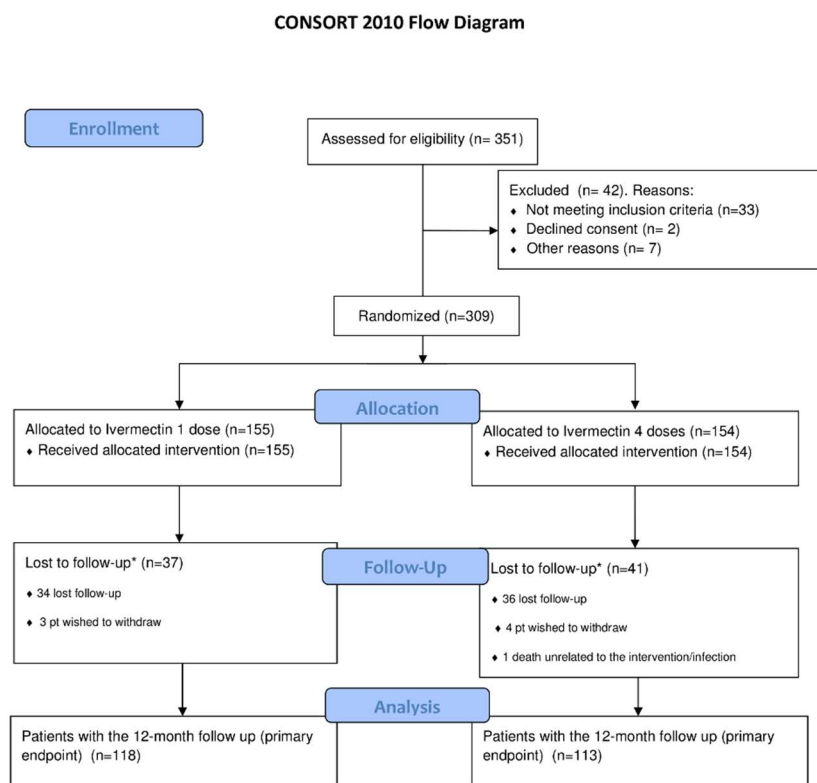 CONSORT 2010 Flow Diagram
Enrollment
Assessed for eligibility (n= 351)
Excluded (n= 42). Reasons:
♦ Not meeting inclusion criteria (n=33)
♦ Declined consent (n= 2)
♦ Other reasons (n= 7)
Randomized (n=309)
Allocation
Allocated to Ivermectin 1 dose (n=155)
♦ Received allocated intervention (n=155)
Allocated to Ivermectin 4 doses (n=154)
♦ Received allocated intervention (n=154)
Follow-Up
Lost to follow-up* (n=37)
♦ 34 lost follow-up
♦ 3 pt wished to withdraw
Lost to follow-up* (n=41)
♦ 36 lost follow-up
♦ 4 pt wished to withdraw
♦ 1 death unrelated to the intervention/infection
Analysis
Patients with the 12-month follow up (primary
endpoint) (n=118)
Patients with the 12-month follow up (primary
endpoint) (n=113)